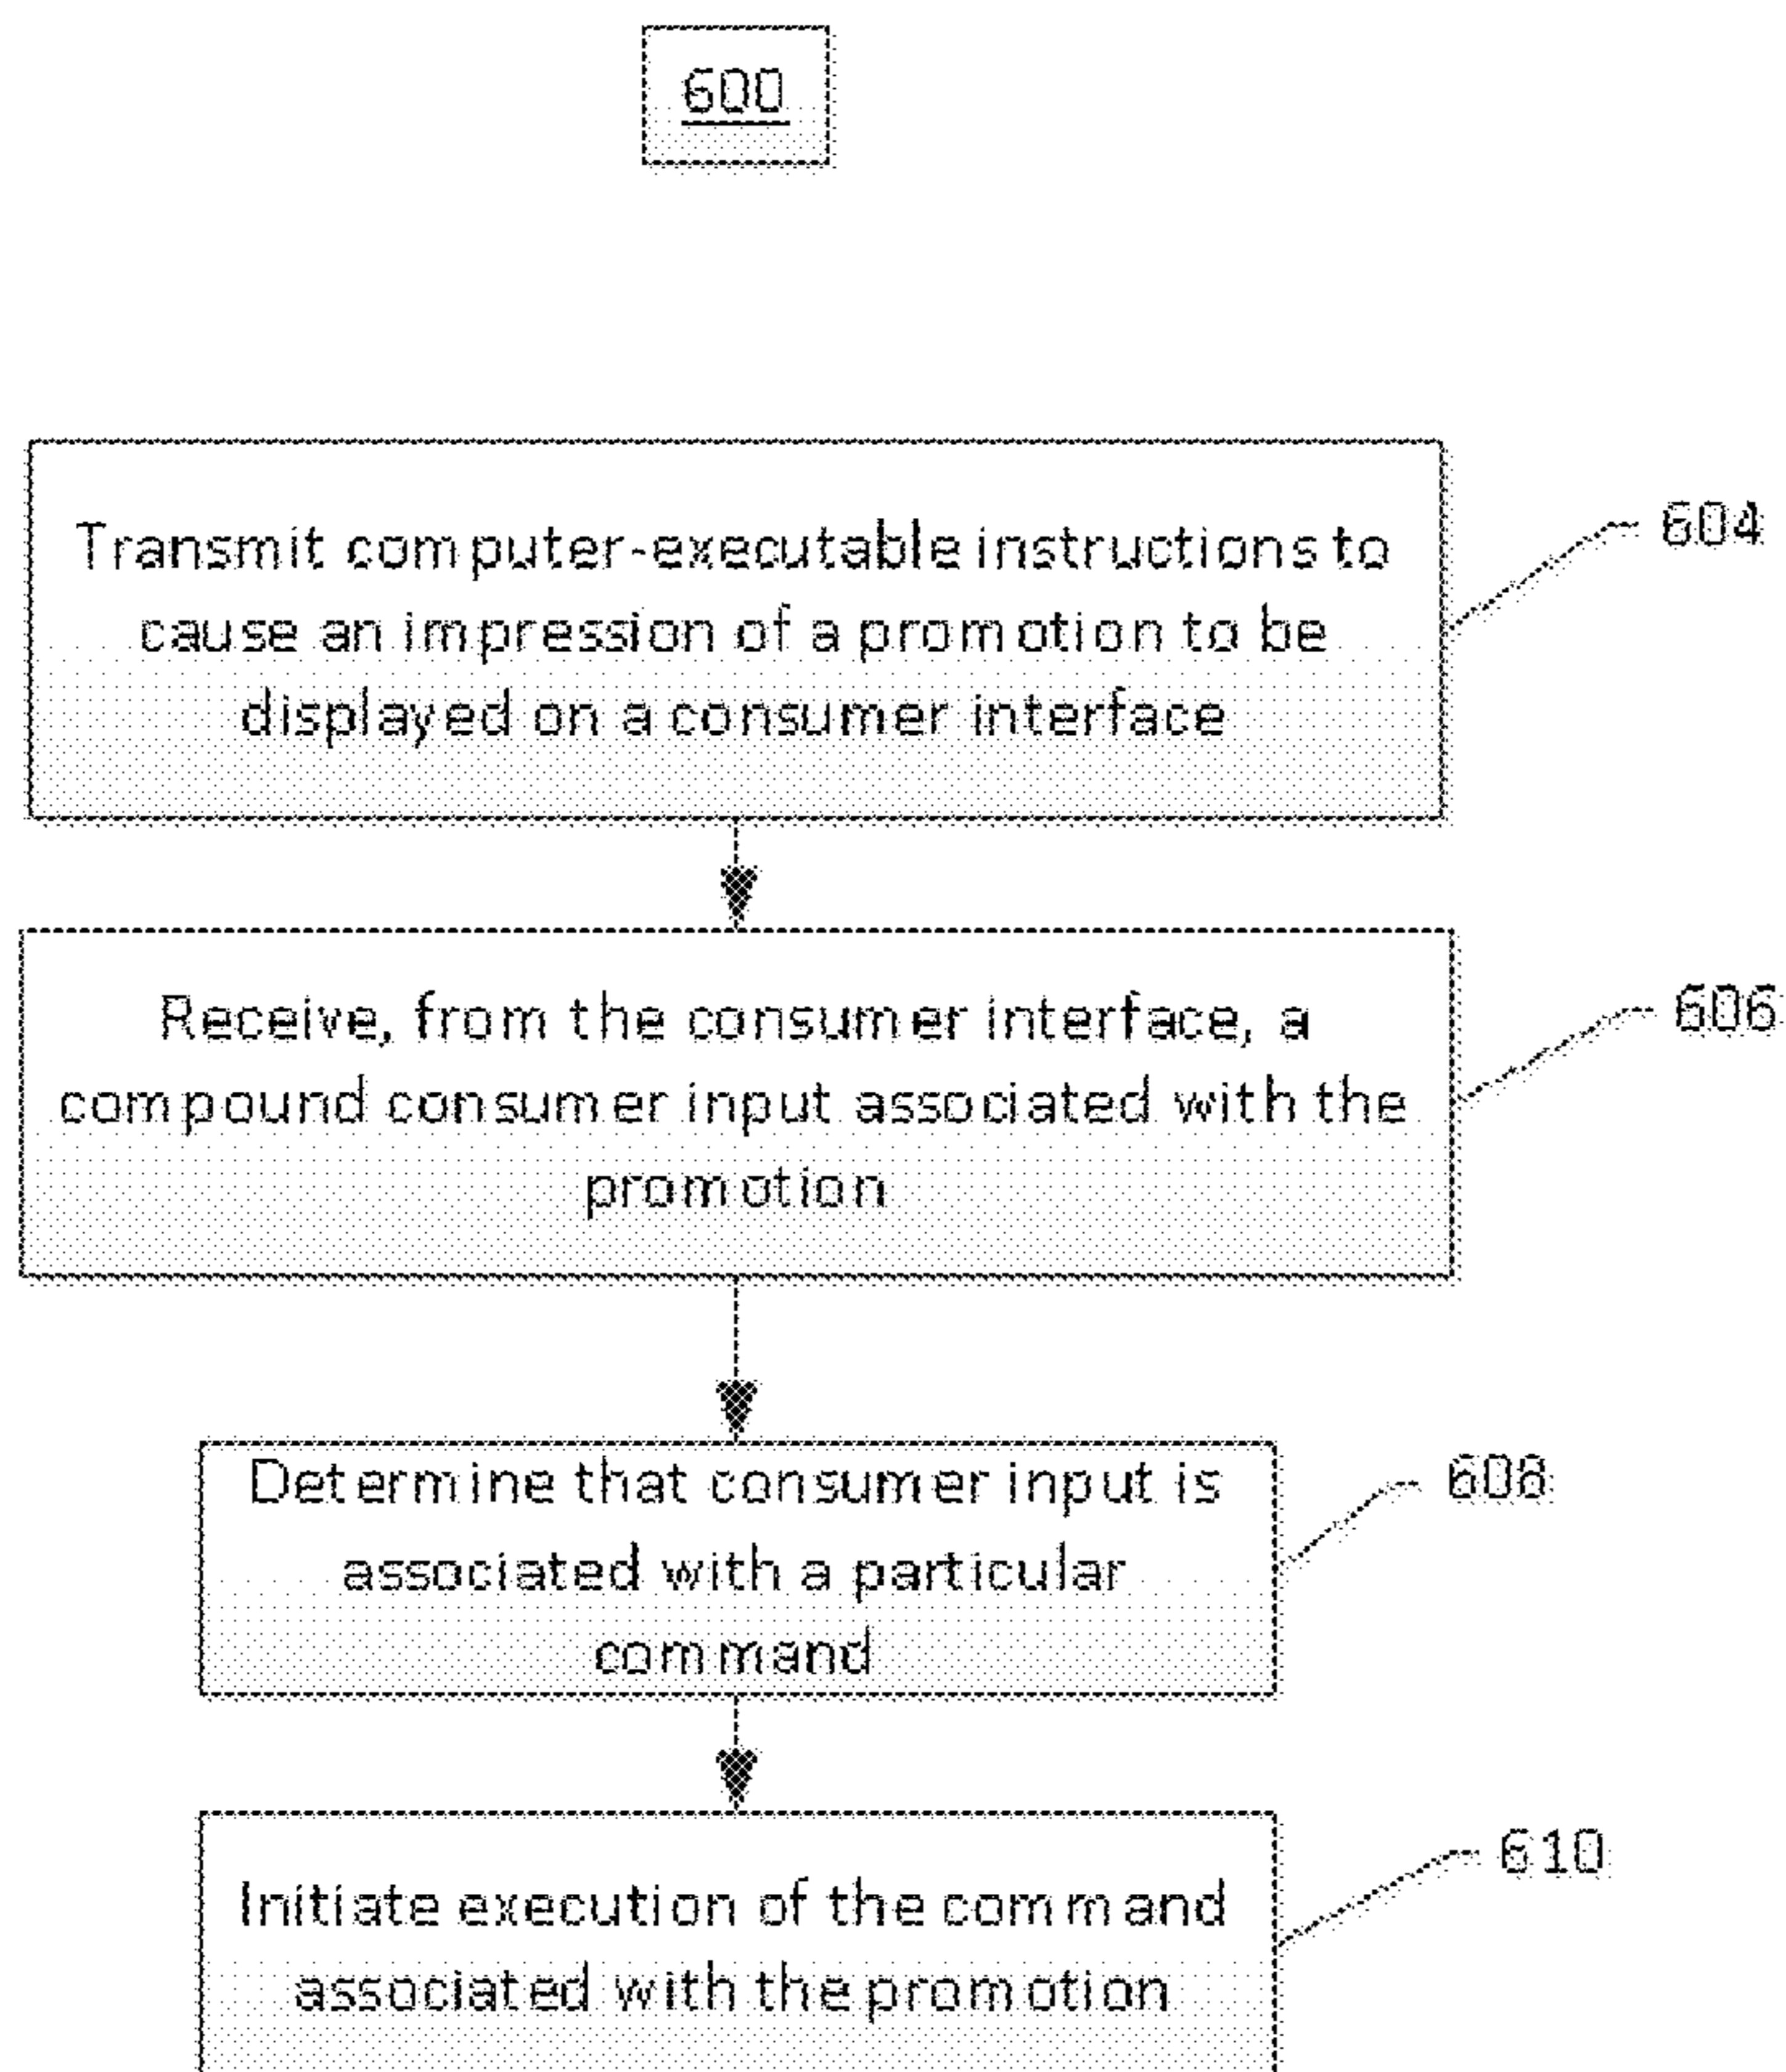 600
Transmit computer-executable instructions to
604
cause an impression of a promotion to be
displayed on a consumer interface
Receive, from the consumer interface, a
606
compound consumer input associated with the
promotion
Determine that consumer input is
608
associated with a particular
command
610
Initiate execution of the command
associated with the promotion